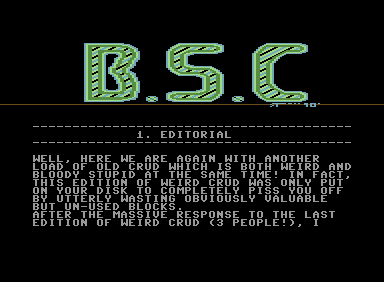 B.S.C
1. EDITORIAL
WELL, HERE WE ARE AGAIN WITH ANOTHER
LOAD OF OLD CRUD WHICH IS BOTH WEIRD AND
BLOODY STUPID AT THE SAME TIME! IN FACT,
THIS EDITION OF WEIRD CRUD WAS ONLY PUT
ON YOUR DISK TO COMPLETELY PISS YOU OFF
BY UTTERLY WASTING OBVIOUSLY VALUABLE
BUT UN-USED BLOCKS.
AFTER THE MASSIVE RESPONSE TO THE LAST
EDITION OF WEIRD CRUD (3 PEOPLE!), I